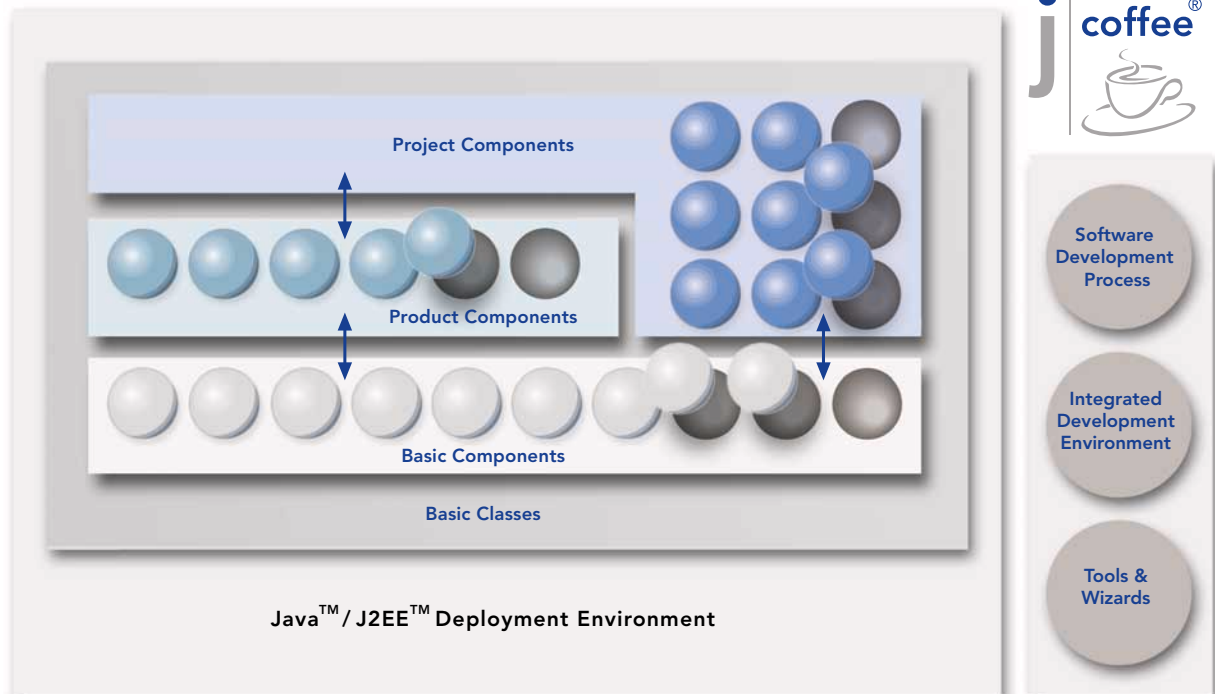 j
coffee®
Project Components
Product Components
Basic Components
Basic Classes
Java™ / J2EE™ Deployment Environment
Software
Development
Process
Integrated
Development
Environment
Tools &
Wizards